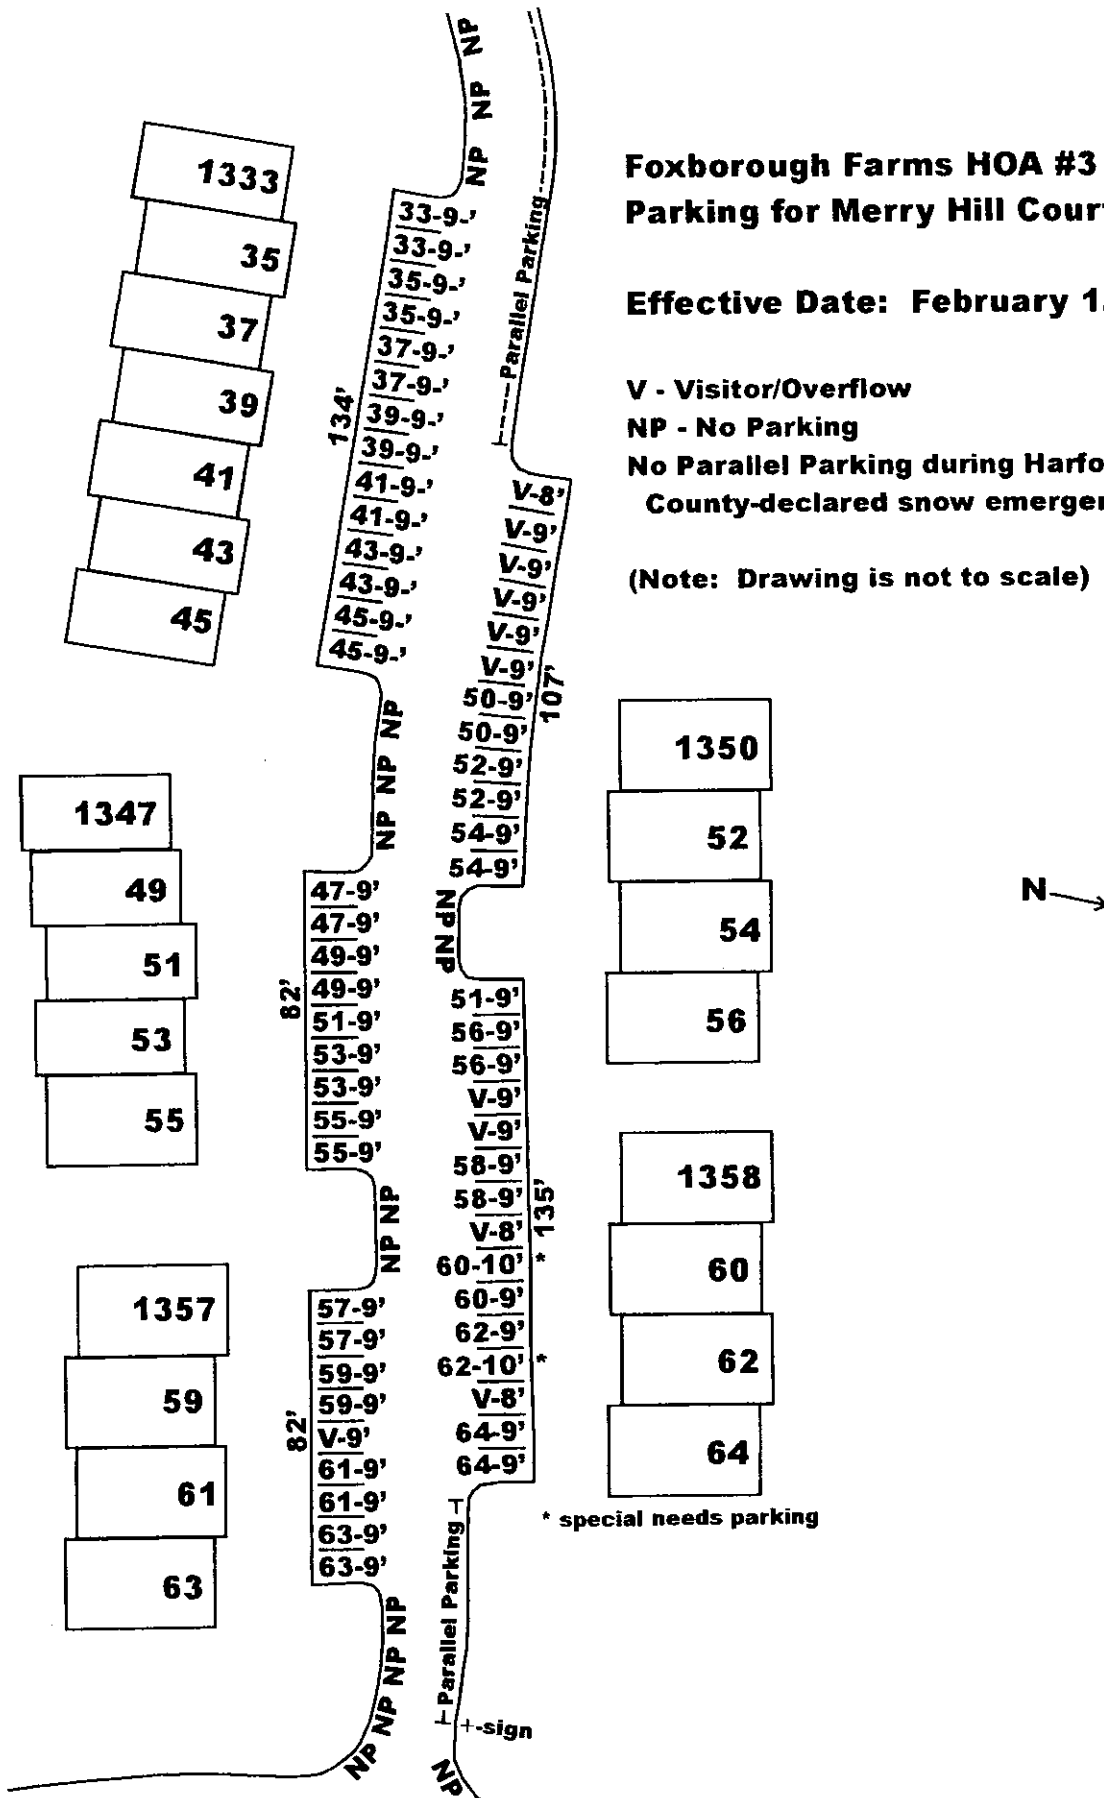 NP
NP
NP
Parallel Parking
Foxborough Farms HOA #3
Parking for Merry Hill Cour
Effective Date: February 1
V - Visitor/Overflow
NP - No Parking
No Parallel Parking during Harfo
County-declared snow emerger
(Note: Drawing is not to scale)
1333
35
37
39
41
43
45
134'
33-9-'
33-9-'
35-9-'
35-9-'
37-9-'
37-9-'
39-9-'
39-9-'
41-9-'
41-9-'
43-9-'
43-9-'
45-9-'
45-9-'
V-8'
V-9'
V-9'
V-9'
V-9'
V-9'
50-9'
50-9'
52-9'
52-9'
54-9'
54-9'
107'
NP NP NP
NP NP
1350
52
54
56
N
1347
49
51
53
55
82'
47-9'
47-9'
49-9'
49-9'
51-9'
53-9'
53-9'
55-9'
55-9'
NP NP
51-9'
56-9'
56-9'
V-9'
V-9'
58-9'
58-9'
V-8'
60-10' *
60-9'
62-9'
62-10' *
V-8'
64-9'
64-9'
135'
1358
60
62
64
* special needs parking
1357
59
61
63
82'
57-9'
57-9'
59-9'
59-9'
V-9'
61-9'
61-9'
63-9'
63-9'
Parallel Parking
-sign
NP NP NP NP
NP